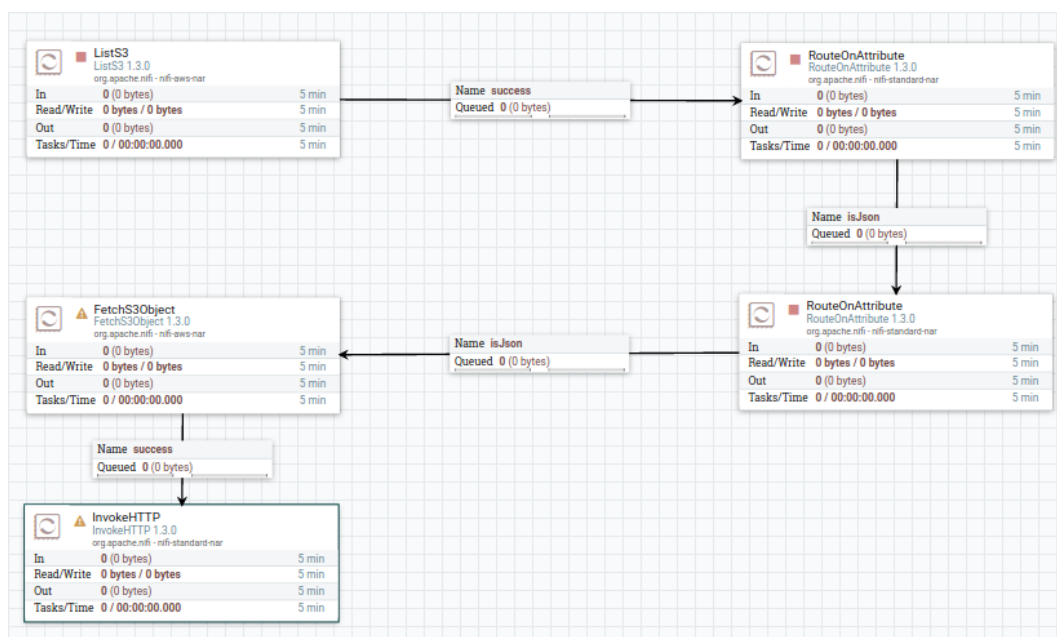 ListS3
ListS3 1.3.0
org.apache.nifi - nifi-aws-nar
In 0 (0 bytes) 5 min
Read/Write 0 bytes / 0 bytes 5 min
Out 0 (0 bytes) 5 min
Tasks/Time 0 / 00:00:00.000 5 min
Name success
Queued 0 (0 bytes)
RouteOnAttribute
RouteOnAttribute 1.3.0
org.apache.nifi - nifi-standard-nar
In 0 (0 bytes) 5 min
Read/Write 0 bytes / 0 bytes 5 min
Out 0 (0 bytes) 5 min
Tasks/Time 0 / 00:00:00.000 5 min
Name isJson
Queued 0 (0 bytes)
RouteOnAttribute
RouteOnAttribute 1.3.0
org.apache.nifi - nifi-standard-nar
In 0 (0 bytes) 5 min
Read/Write 0 bytes / 0 bytes 5 min
Out 0 (0 bytes) 5 min
Tasks/Time 0 / 00:00:00.000 5 min
Name isJson
Queued 0 (0 bytes)
FetchS3Object
FetchS3Object 1.3.0
org.apache.nifi - nifi-aws-nar
In 0 (0 bytes) 5 min
Read/Write 0 bytes / 0 bytes 5 min
Out 0 (0 bytes) 5 min
Tasks/Time 0 / 00:00:00.000 5 min
Name success
Queued 0 (0 bytes)
InvokeHTTP
InvokeHTTP 1.3.0
org.apache.nifi - nifi-standard-nar
In 0 (0 bytes) 5 min
Read/Write 0 bytes / 0 bytes 5 min
Out 0 (0 bytes) 5 min
Tasks/Time 0 / 00:00:00.000 5 min